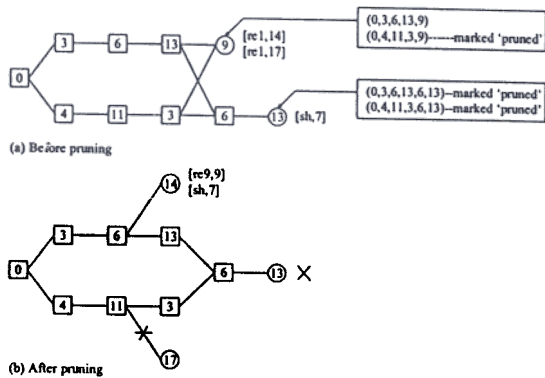 [re1,14]
[re1,17]
(0,3,6,13,9)
(0,4,11,3,9)------marked 'pruned'
3 6 13 9
0
4 11 3 6 13 [sh,7]
(0,3,6,13,6,13)--marked 'pruned'
(0,4,11,3,6,13)--marked 'pruned'
(a) Before pruning
14 [re9,9]
[sh,7]
3 6 13
0 6 13
4 11 3
17
(b) After pruning